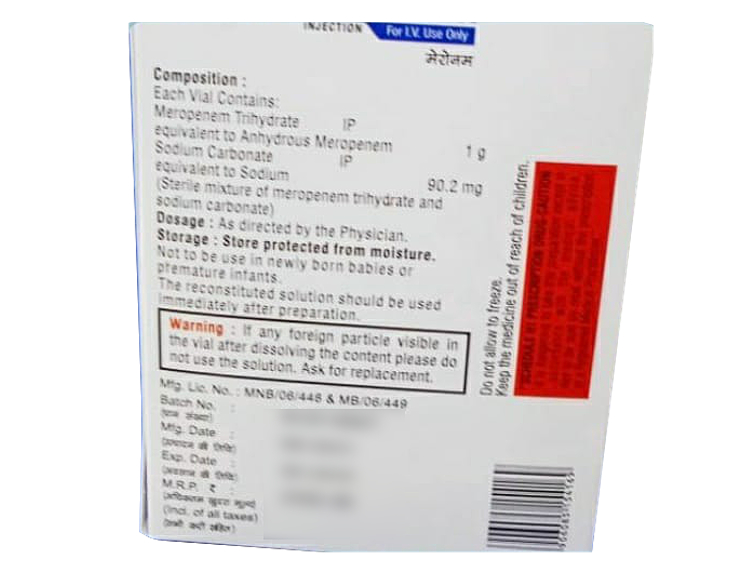 INJECTION
For I.V. Use Only
मेरोनम
Composition :
Each Vial Contains:
Meropenem Trihydrate IP
equivalent to Anhydrous Meropenem 1 g
Sodium Carbonate IP
equivalent to Sodium 90.2 mg
(Sterile mixture of meropenem trihydrate and
sodium carbonate)
Dosage : As directed by the Physician.
Storage : Store protected from moisture.
Not to be use in newly born babies or
premature infants.
The reconstituted solution should be used
immediately after preparation.
Warning : If any foreign particle visible in
the vial after dissolving the content please do
not use the solution. Ask for replacement.
Mfg. Lic. No. : MNB/06/448 & MB/06/449
Batch No. :
Mfg. Date :
Exp. Date :
M.R.P. ₹ :
(Incl. of all taxes)
Do not allow to freeze.
Keep the medicine out of reach of children.
PRESCRIPTION DRUG-CAUTION